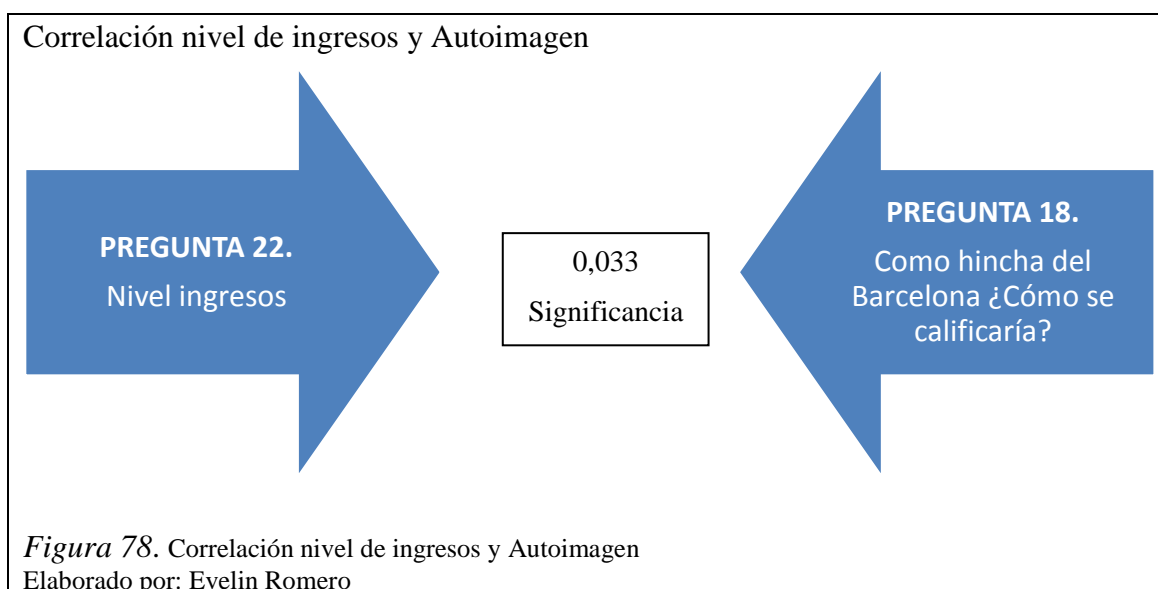 Correlación nivel de ingresos y Autoimagen
PREGUNTA 22.
Nivel ingresos
0,033
Significancia
PREGUNTA 18.
Como hincha del
Barcelona ¿Cómo se
calificaría?
Figura 78. Correlación nivel de ingresos y Autoimagen
Elaborado por: Evelin Romero